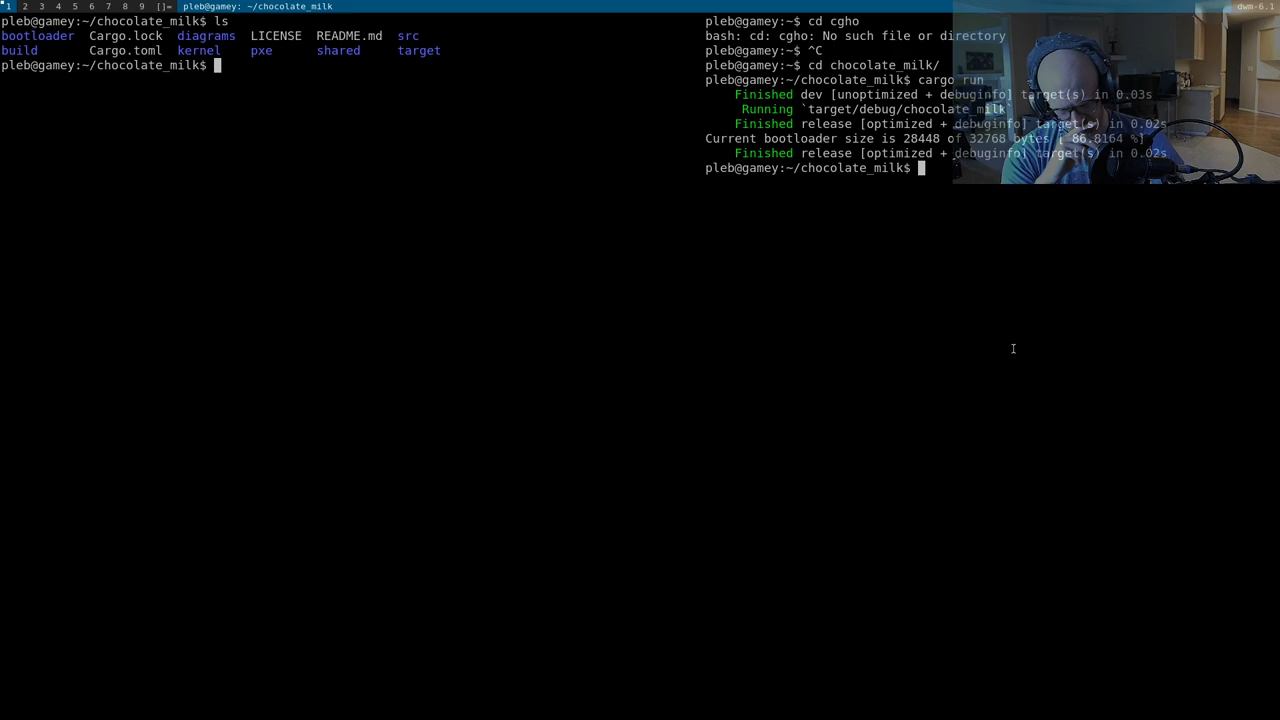 1 2 3 4 5 6 7 8 9 []= pleb@gamey: ~/chocolate_milk dwm-6.1
pleb@gamey:~/chocolate_milk$ ls
bootloader Cargo.lock diagrams LICENSE README.md src
build Cargo.toml kernel pxe shared target
pleb@gamey:~/chocolate_milk$
pleb@gamey:~$ cd cgho
bash: cd: cgho: No such file or directory
pleb@gamey:~$ ^C
pleb@gamey:~$ cd chocolate_milk/
pleb@gamey:~/chocolate_milk$ cargo run
Finished dev [unoptimized + debuginfo] target(s) in 0.03s
Running `target/debug/chocolate_milk`
Finished release [optimized + debuginfo] target(s) in 0.02s
Current bootloader size is 28448 of 32768 bytes [ 86.8164 %]
Finished release [optimized + debuginfo] target(s) in 0.02s
pleb@gamey:~/chocolate_milk$